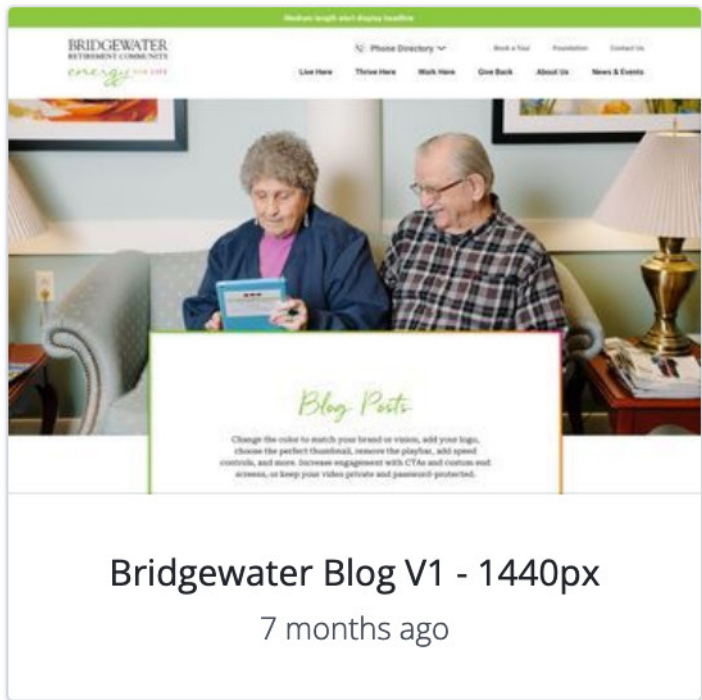 Medium length alert display headline
BRIDGEWATER
RETIREMENT COMMUNITY
energy FOR LIFE
Phone Directory Book a Tour Foundation Contact Us
Live Here Thrive Here Work Here Give Back About Us News & Events
Blog Posts
Change the color to match your brand or vision, add your logo,
choose the perfect thumbnail, remove the playbar, add speed
controls, and more. Increase engagement with CTAs and custom end
screens, or keep your video private and password-protected.
Bridgewater Blog V1 - 1440px
7 months ago